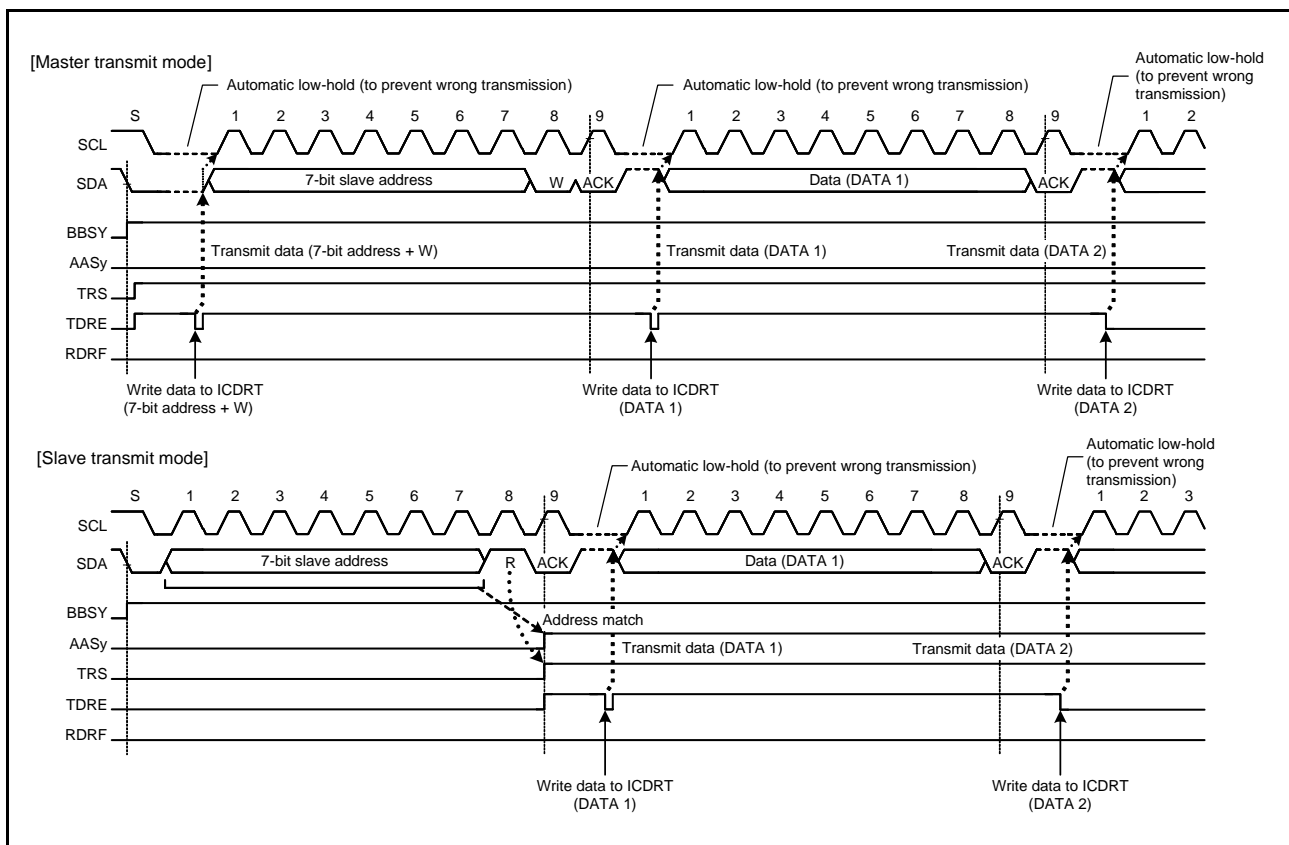 [Master transmit mode]
Automatic low-hold (to prevent wrong transmission)
Automatic low-hold (to prevent wrong transmission)
Automatic low-hold
(to prevent wrong
transmission)
S 1 2 3 4 5 6 7 8 9 1 2 3 4 5 6 7 8 9 1 2
SCL
SDA 7-bit slave address W ACK Data (DATA 1) ACK
BBSY
Transmit data (7-bit address + W) Transmit data (DATA 1) Transmit data (DATA 2)
AASy
TRS
TDRE
RDRF
Write data to ICDRT
(7-bit address + W)
Write data to ICDRT
(DATA 1)
Write data to ICDRT
(DATA 2)
[Slave transmit mode]
Automatic low-hold (to prevent wrong transmission)
Automatic low-hold
(to prevent wrong
transmission)
S 1 2 3 4 5 6 7 8 9 1 2 3 4 5 6 7 8 9 1 2 3
SCL
SDA 7-bit slave address R ACK Data (DATA 1) ACK
BBSY
Address match
AASy
Transmit data (DATA 1) Transmit data (DATA 2)
TRS
TDRE
RDRF
Write data to ICDRT
(DATA 1)
Write data to ICDRT
(DATA 2)